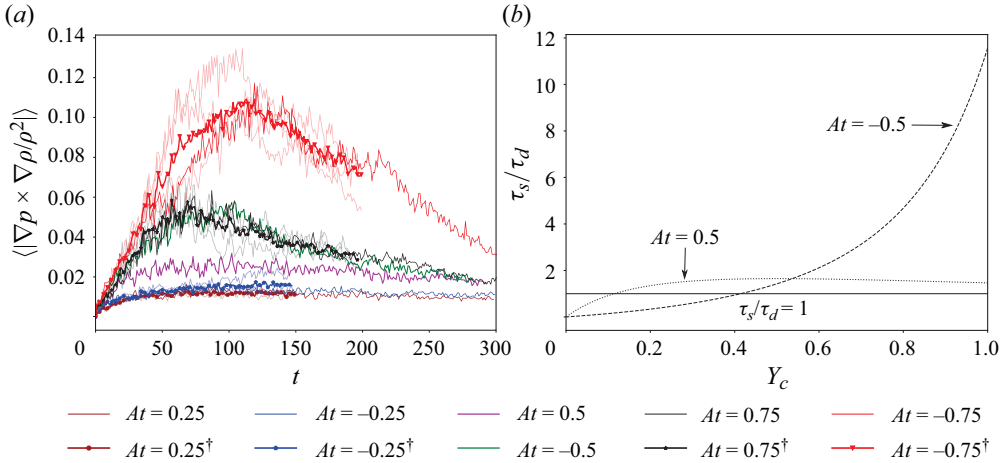 (a)
(b)
0.14
0.12
0.10
0.08
0.06
0.04
0.02
⟨|∇p × ∇ρ/ρ²|⟩
0
50
100
150
200
250
300
t
12
10
8
6
4
2
0
τs/τd
At = –0.5
At = 0.5
τs/τd = 1
0.2
0.4
0.6
0.8
1.0
Yc
At = 0.25
At = –0.25
At = 0.5
At = 0.75
At = –0.75
At = 0.25†
At = –0.25†
At = –0.5
At = 0.75†
At = –0.75†